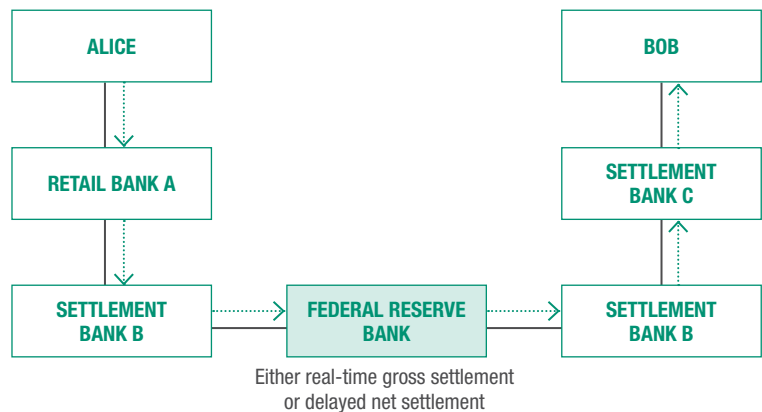 ALICE
BOB
RETAIL BANK A
SETTLEMENT
BANK C
SETTLEMENT
BANK B
FEDERAL RESERVE
BANK
SETTLEMENT
BANK B
Either real-time gross settlement
or delayed net settlement